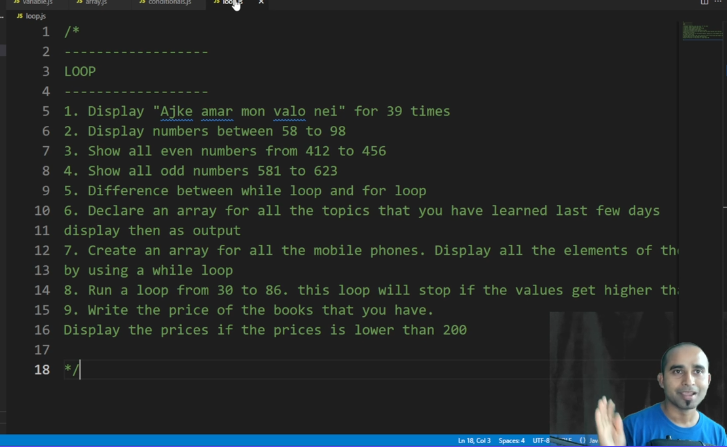 variable.js array.js conditionals.js loop.js
loop.js
1 /*
2 ------------------
3 LOOP
4 ------------------
5 1. Display "Ajke amar mon valo nei" for 39 times
6 2. Display numbers between 58 to 98
7 3. Show all even numbers from 412 to 456
8 4. Show all odd numbers 581 to 623
9 5. Difference between while loop and for loop
10 6. Declare an array for all the topics that you have learned last few days
11 display then as output
12 7. Create an array for all the mobile phones. Display all the elements of the
13 by using a while loop
14 8. Run a loop from 30 to 86. this loop will stop if the values get higher tha
15 9. Write the price of the books that you have.
16 Display the prices if the prices is lower than 200
17
18 */
Ln 18, Col 3 Spaces: 4 UTF-8